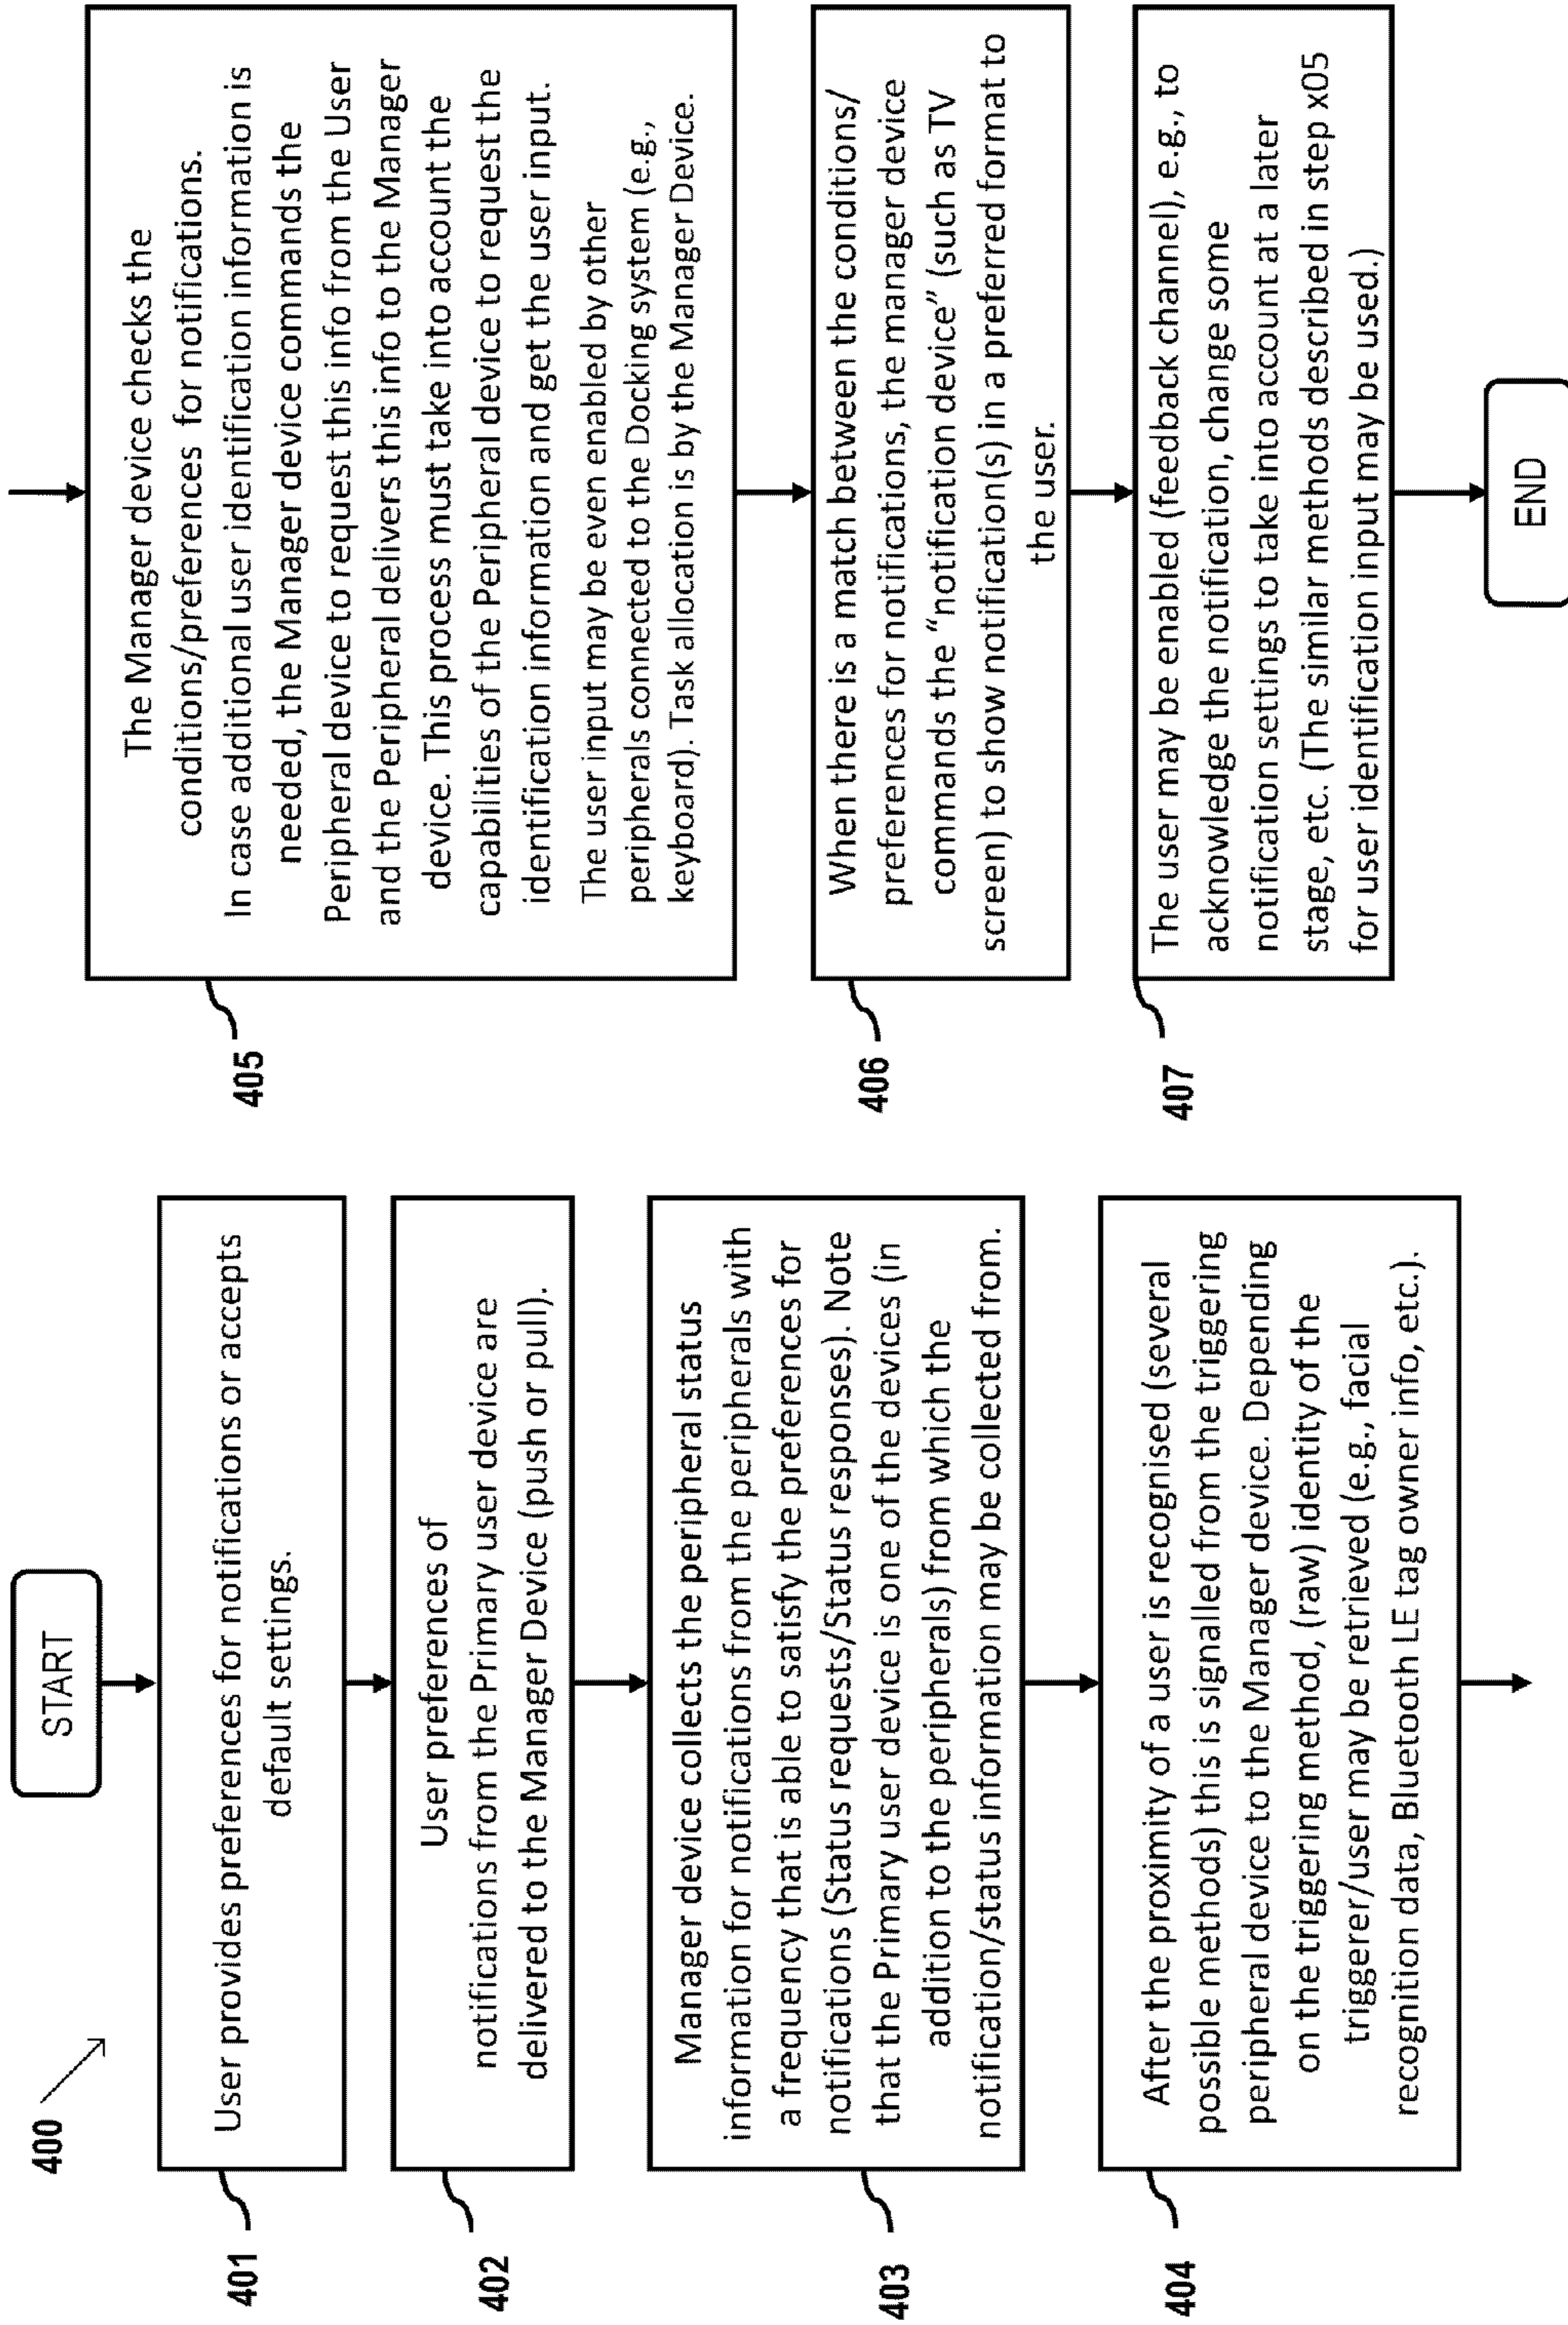 400
START
401
User provides preferences for notifications or accepts
default settings.
402
User preferences of
notifications from the Primary user device are
delivered to the Manager Device (push or pull).
403
Manager device collects the peripheral status
information for notifications from the peripherals with
a frequency that is able to satisfy the preferences for
notifications (Status requests/Status responses). Note
that the Primary user device is one of the devices (in
addition to the peripherals) from which the
notification/status information may be collected from.
404
After the proximity of a user is recognised (several
possible methods) this is signalled from the triggering
peripheral device to the Manager device. Depending
on the triggering method, (raw) identity of the
triggerer/user may be retrieved (e.g., facial
recognition data, Bluetooth LE tag owner info, etc.).
405
The Manager device checks the
conditions/preferences for notifications.
In case additional user identification information is
needed, the Manager device commands the
Peripheral device to request this info from the User
and the Peripheral delivers this info to the Manager
device. This process must take into account the
capabilities of the Peripheral device to request the
identification information and get the user input.
The user input may be even enabled by other
peripherals connected to the Docking system (e.g.,
keyboard). Task allocation is by the Manager Device.
406
When there is a match between the conditions/
preferences for notifications, the manager device
commands the “notification device” (such as TV
screen) to show notification(s) in a preferred format to
the user.
407
The user may be enabled (feedback channel), e.g., to
acknowledge the notification, change some
notification settings to take into account at a later
stage, etc. (The similar methods described in step x05
for user identification input may be used.)
END